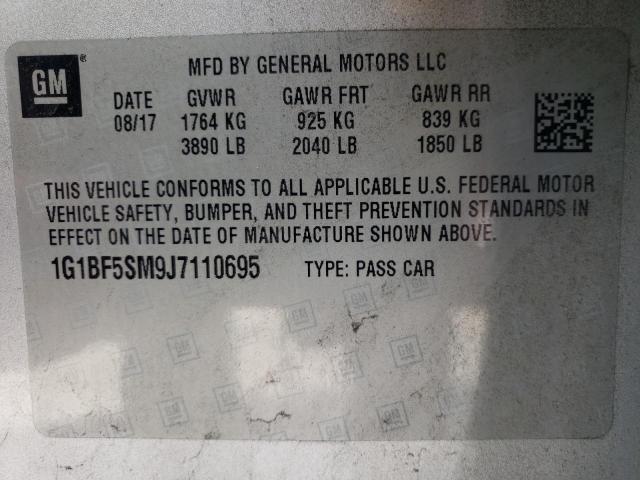 GM ® MFD BY GENERAL MOTORS LLC
DATE GVWR GAWR FRT GAWR RR
08/17 1764 KG 925 KG 839 KG
3890 LB 2040 LB 1850 LB
THIS VEHICLE CONFORMS TO ALL APPLICABLE U.S. FEDERAL MOTOR
VEHICLE SAFETY, BUMPER, AND THEFT PREVENTION STANDARDS IN
EFFECT ON THE DATE OF MANUFACTURE SHOWN ABOVE.
1G1BF5SM9J7110695 TYPE: PASS CAR